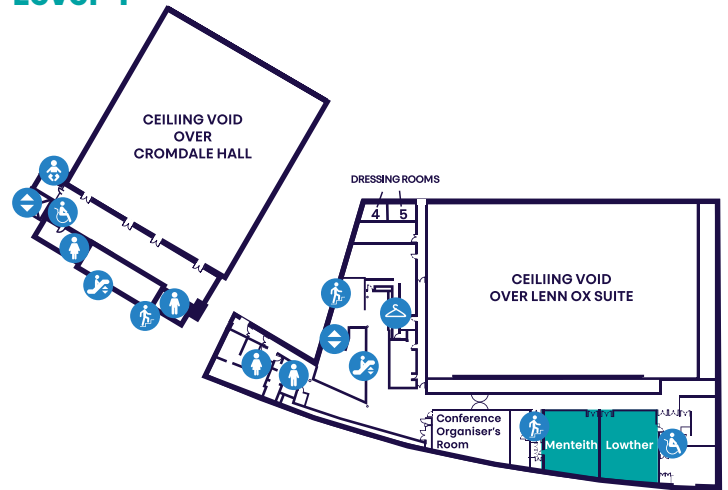 CEILIING VOID
OVER
CROMDALE HALL
DRESSING ROOMS
4 5
CEILIING VOID
OVER LENN OX SUITE
Conference
Organiser's
Room
Menteith
Lowther